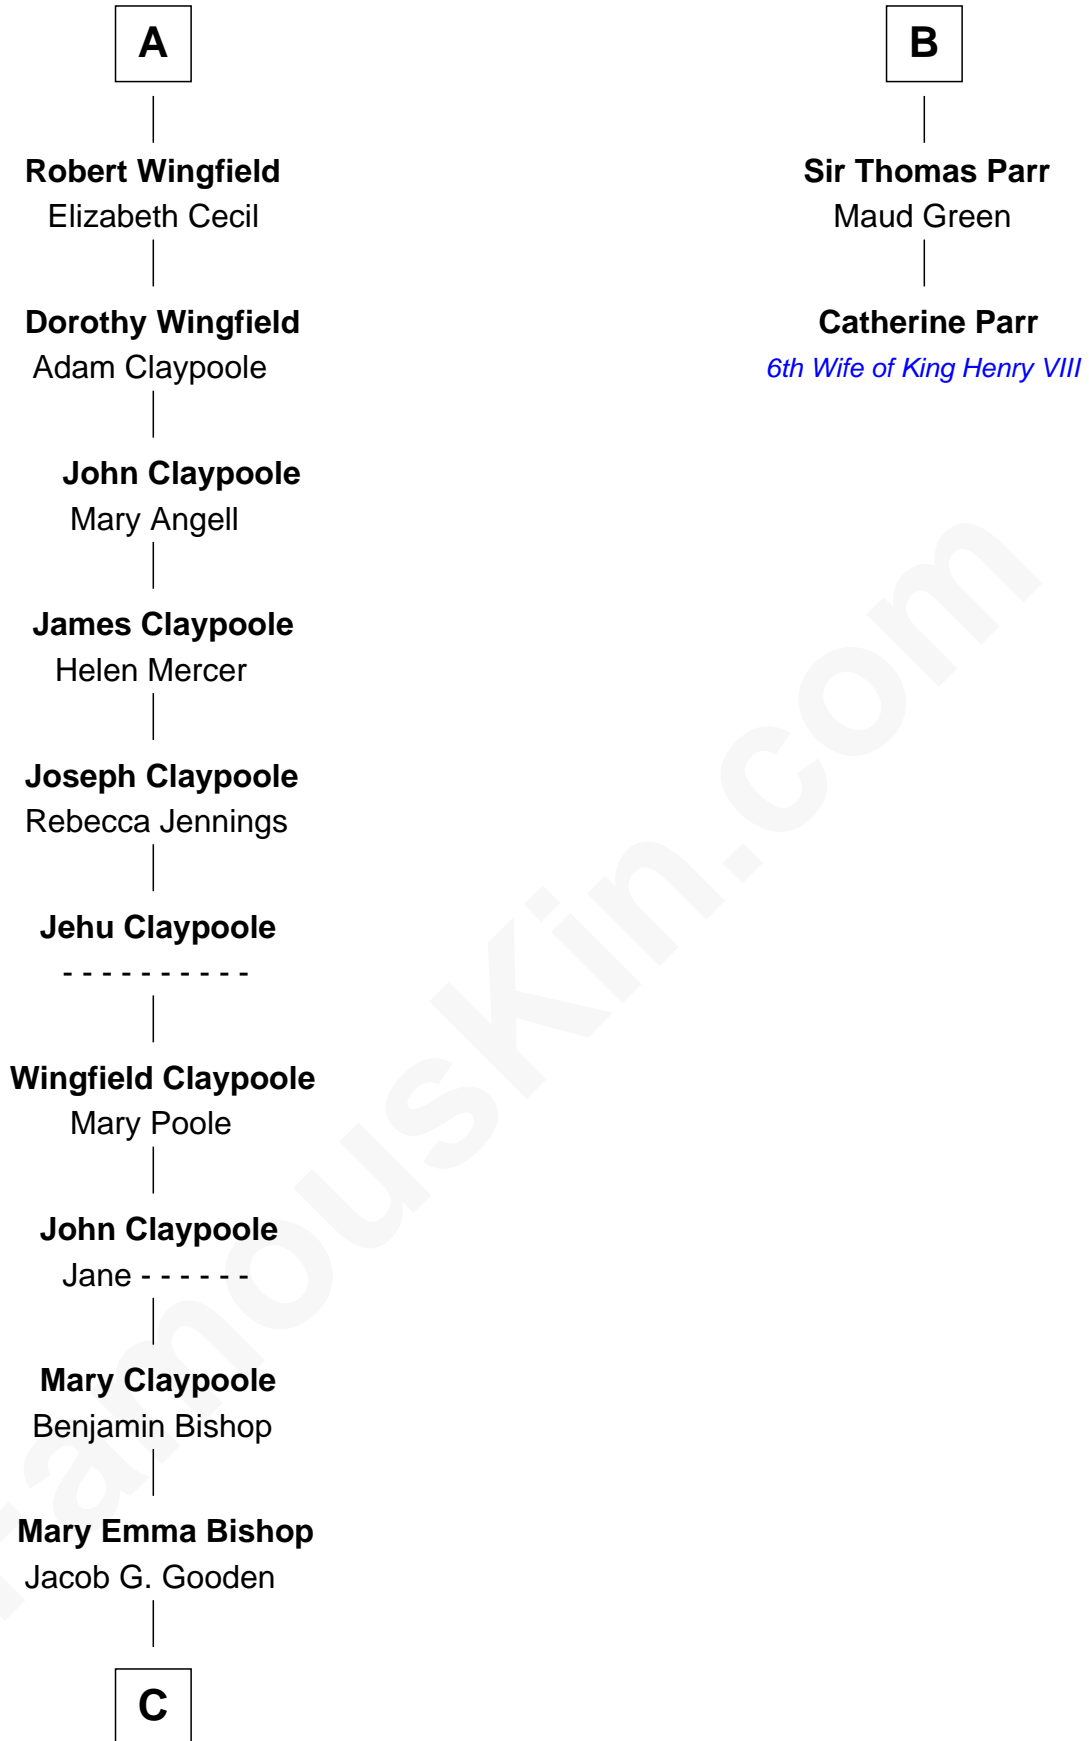 A
B
Robert Wingfield
Elizabeth Cecil
Sir Thomas Parr
Maud Green
Dorothy Wingfield
Adam Claypoole
Catherine Parr
6th Wife of King Henry VIII
John Claypoole
Mary Angell
James Claypoole
Helen Mercer
Joseph Claypoole
Rebecca Jennings
Jehu Claypoole
- - - - - - - - - -
Wingfield Claypoole
Mary Poole
John Claypoole
Jane - - - - - -
Mary Claypoole
Benjamin Bishop
Mary Emma Bishop
Jacob G. Gooden
C
FamousKin.com